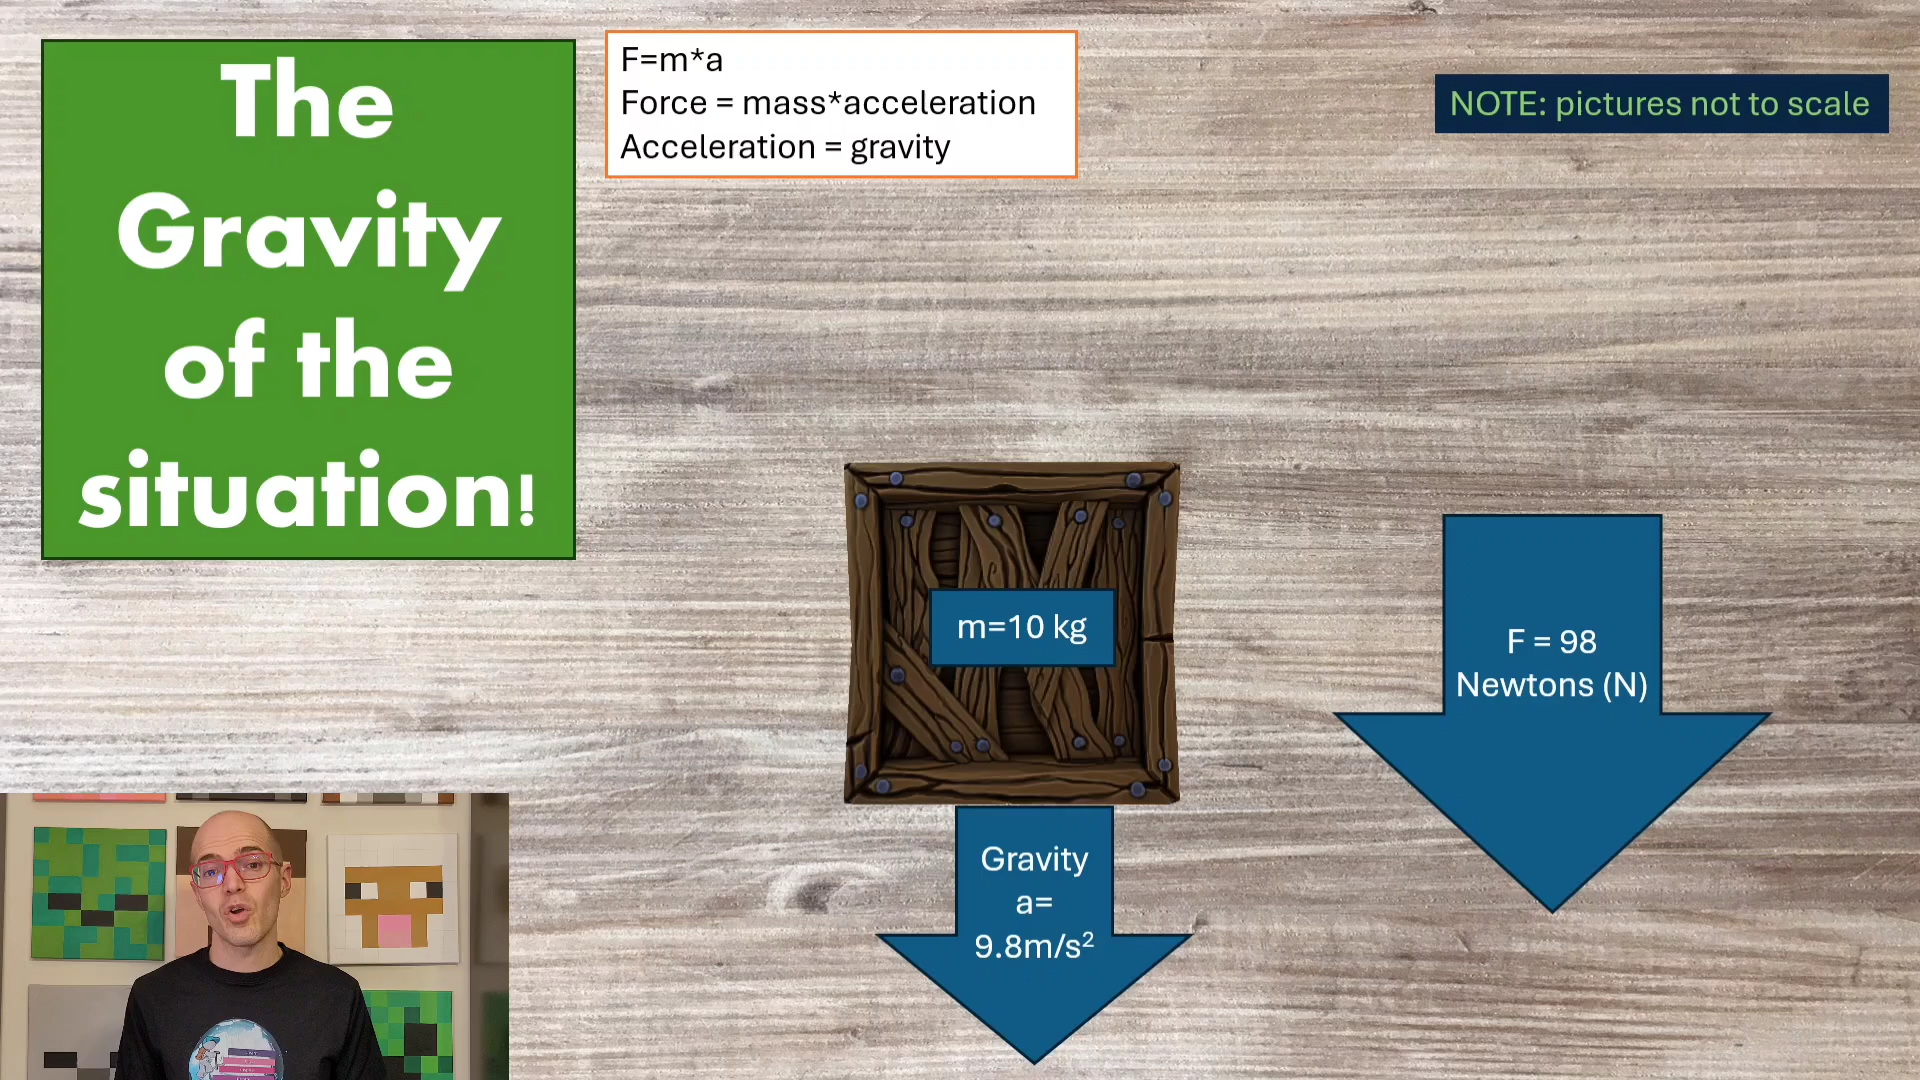 The
Gravity
of the
situation!
F=m*a
Force = mass*acceleration
Acceleration = gravity
NOTE: pictures not to scale
m=10 kg
F = 98
Newtons (N)
Gravity
a=
9.8m/s²